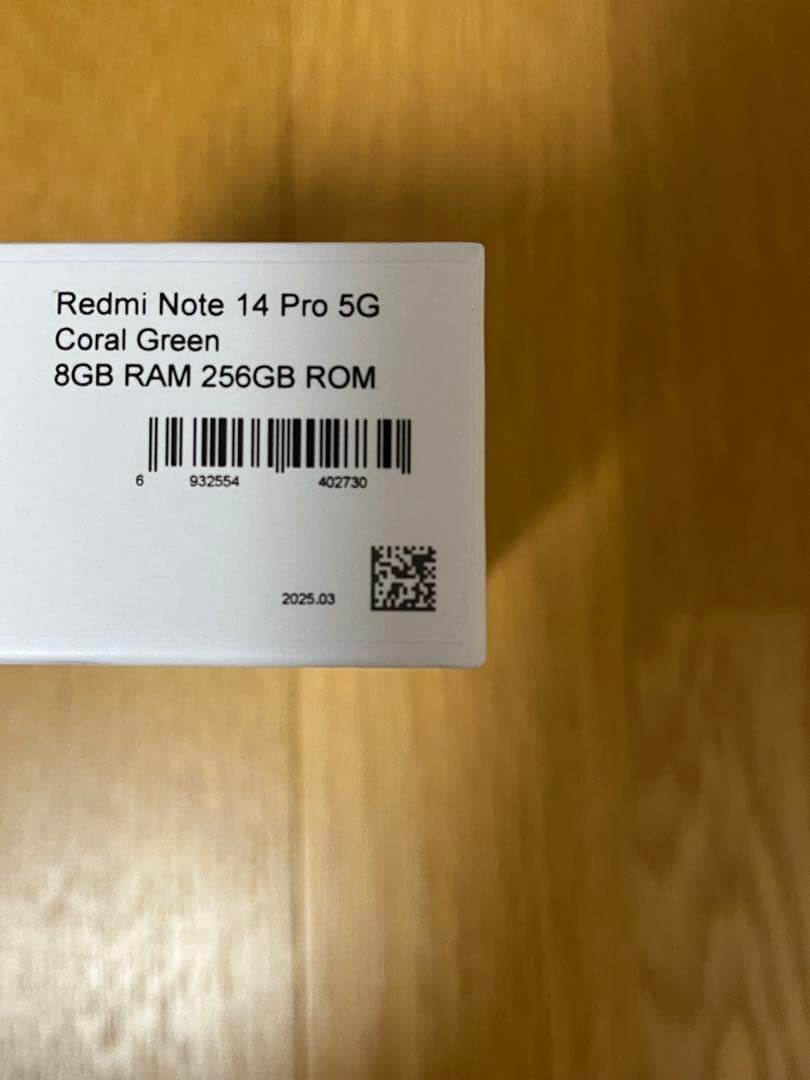 Redmi Note 14 Pro 5G
Coral Green
8GB RAM 256GB ROM
6 932554 402730
2025.03